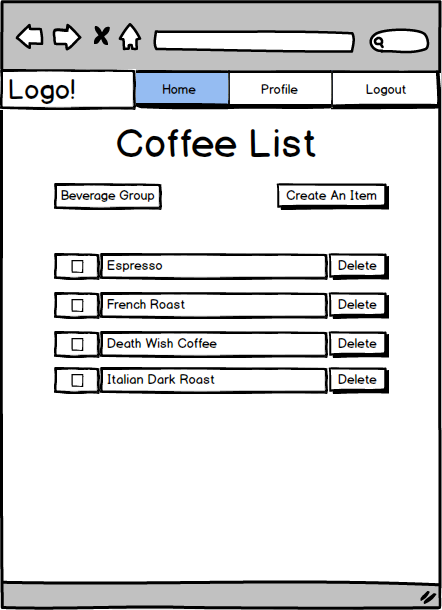 Logo!
Home Profile Logout
Coffee List
Beverage Group Create An Item
Espresso Delete
French Roast Delete
Death Wish Coffee Delete
Italian Dark Roast Delete